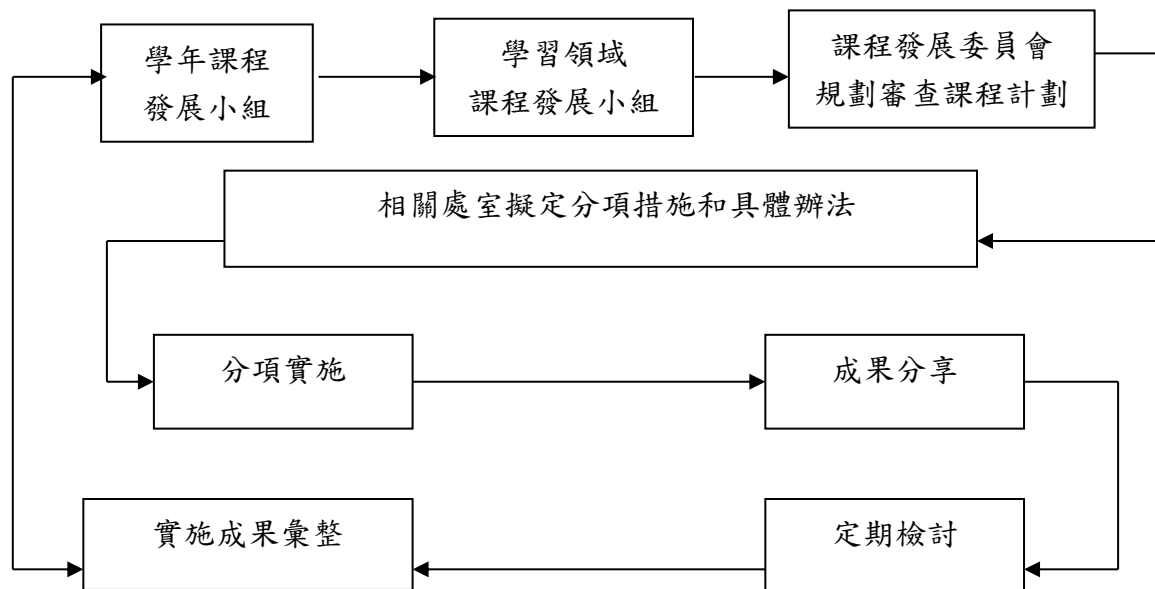 學年課程
發展小組
學習領域
課程發展小組
課程發展委員會
規劃審查課程計劃
相關處室擬定分項措施和具體辦法
分項實施
成果分享
實施成果彙整
定期檢討